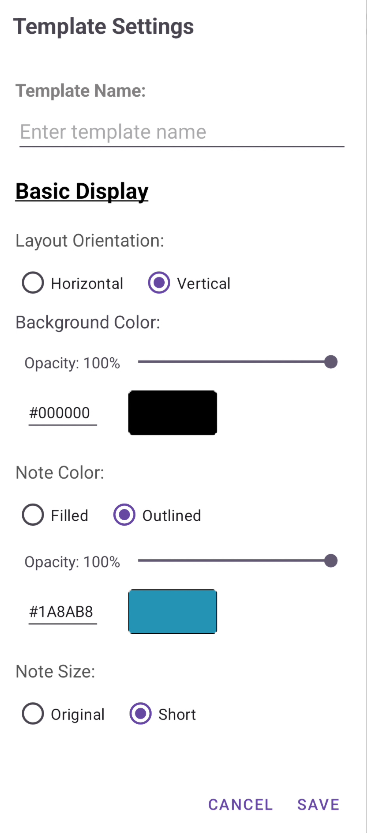 Template Settings
Template Name:
Enter template name
Basic Display
Layout Orientation:
Horizontal Vertical
Background Color:
Opacity: 100%
#000000
Note Color:
Filled Outlined
Opacity: 100%
#1A8AB8
Note Size:
Original Short
CANCEL SAVE